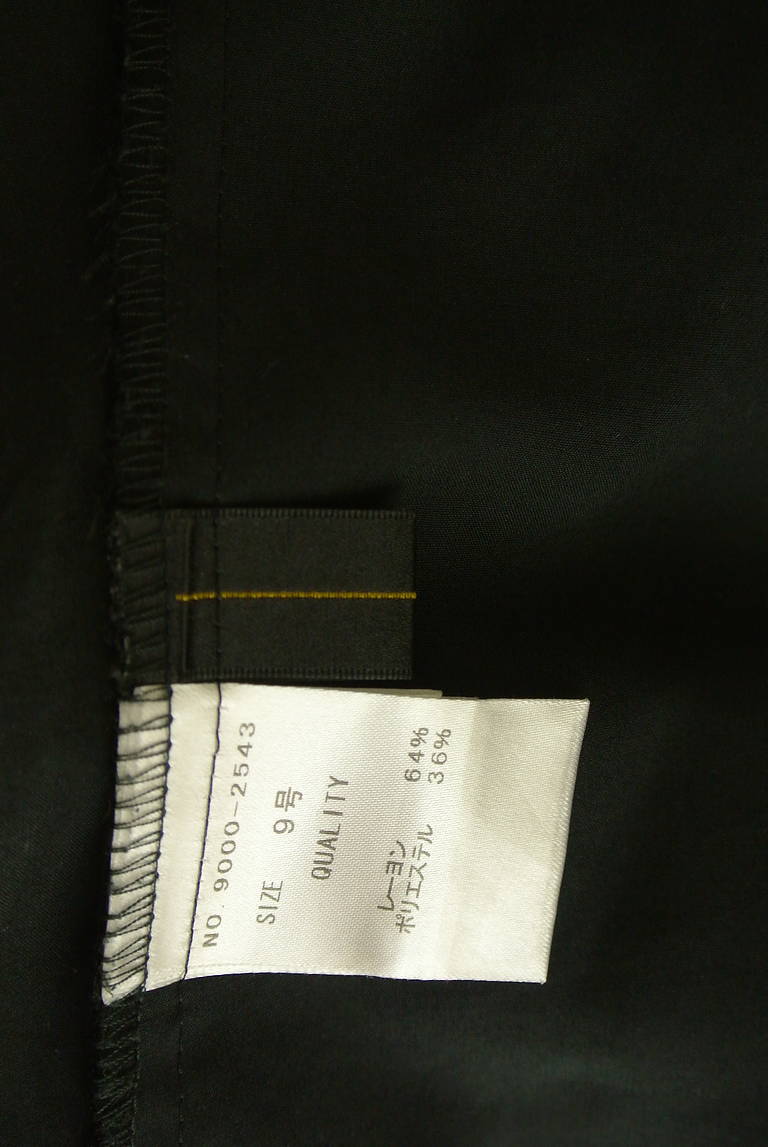 NO. 9000-2543
SIZE 9号
QUALITY
レーヨン 64%
ポリエステル 36%